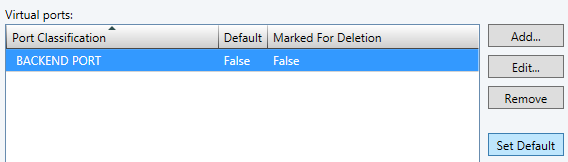 Virtual ports:
Port Classification Default Marked For Deletion
BACKEND PORT False False
Add...
Edit...
Remove
Set Default